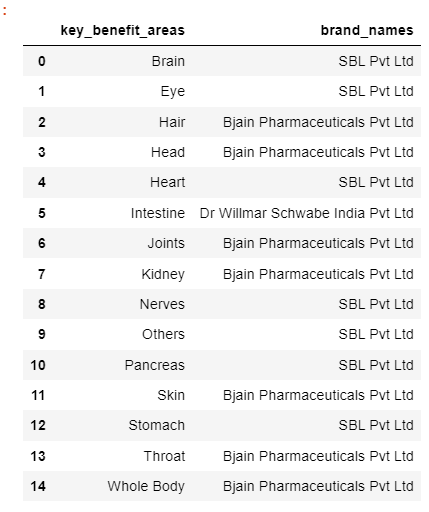 :
key_benefit_areas brand_names
0 Brain SBL Pvt Ltd
1 Eye SBL Pvt Ltd
2 Hair Bjain Pharmaceuticals Pvt Ltd
3 Head Bjain Pharmaceuticals Pvt Ltd
4 Heart SBL Pvt Ltd
5 Intestine Dr Willmar Schwabe India Pvt Ltd
6 Joints Bjain Pharmaceuticals Pvt Ltd
7 Kidney Bjain Pharmaceuticals Pvt Ltd
8 Nerves SBL Pvt Ltd
9 Others SBL Pvt Ltd
10 Pancreas SBL Pvt Ltd
11 Skin Bjain Pharmaceuticals Pvt Ltd
12 Stomach SBL Pvt Ltd
13 Throat Bjain Pharmaceuticals Pvt Ltd
14 Whole Body Bjain Pharmaceuticals Pvt Ltd